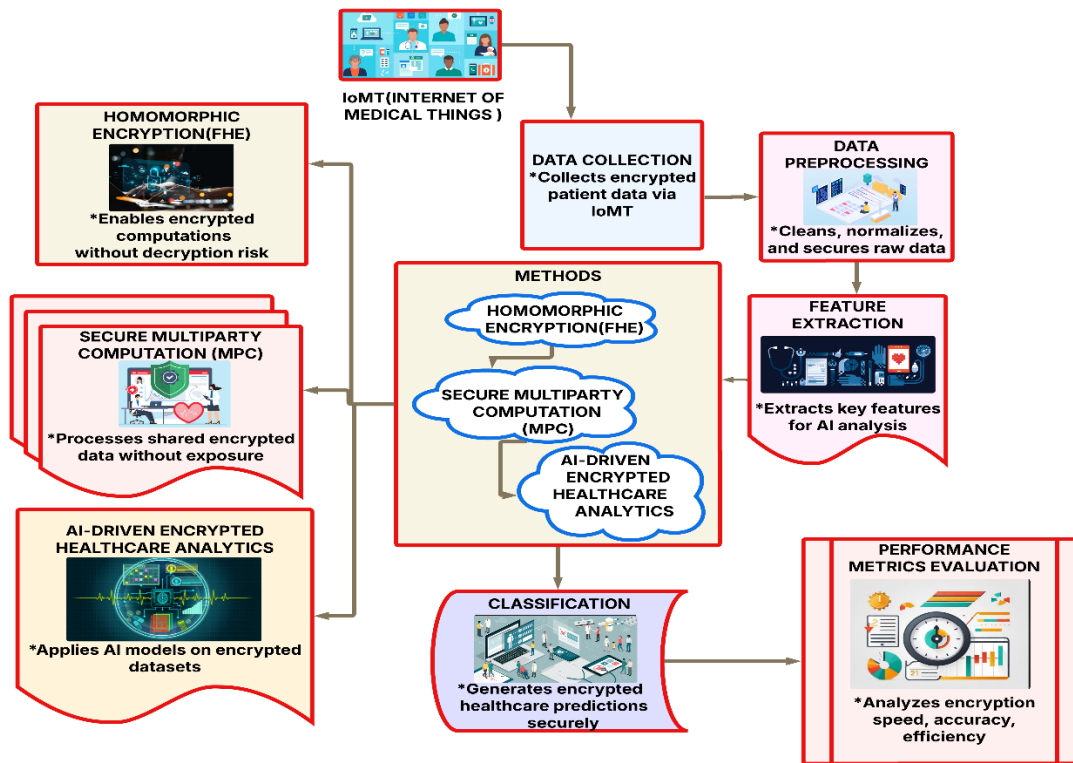 IoMT(INTERNET OF
MEDICAL THINGS )
HOMOMORPHIC
ENCRYPTION(FHE)
*Enables encrypted
computations
without decryption risk
DATA COLLECTION
*Collects encrypted
patient data via
IoMT
DATA
PREPROCESSING
*Cleans, normalizes,
and secures raw data
METHODS
HOMOMORPHIC
ENCRYPTION(FHE)
SECURE MULTIPARTY
COMPUTATION
(MPC)
AI-DRIVEN
ENCRYPTED
HEALTHCARE
ANALYTICS
FEATURE
EXTRACTION
*Extracts key features
for AI analysis
SECURE MULTIPARTY
COMPUTATION (MPC)
*Processes shared encrypted
data without exposure
AI-DRIVEN ENCRYPTED
HEALTHCARE ANALYTICS
*Applies AI models on encrypted
datasets
CLASSIFICATION
*Generates encrypted
healthcare predictions
securely
PERFORMANCE
METRICS EVALUATION
*Analyzes encryption
speed, accuracy,
efficiency